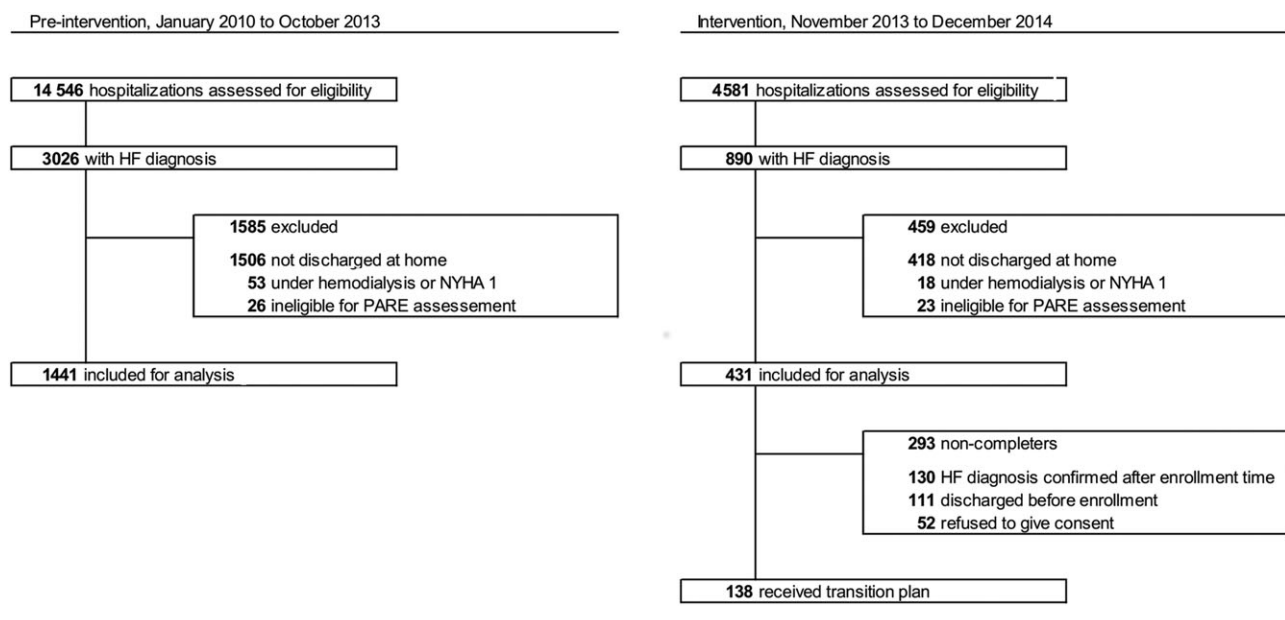 Pre-intervention, January 2010 to October 2013
14 546 hospitalizations assessed for eligibility
3026 with HF diagnosis
1585 excluded
1506 not discharged at home
53 under hemodialysis or NYHA 1
26 ineligible for PARE assessement
1441 included for analysis
Intervention, November 2013 to December 2014
4581 hospitalizations assessed for eligibility
890 with HF diagnosis
459 excluded
418 not discharged at home
18 under hemodialysis or NYHA 1
23 ineligible for PARE assessement
431 included for analysis
293 non-completers
130 HF diagnosis confirmed after enrollment time
111 discharged before enrollment
52 refused to give consent
138 received transition plan